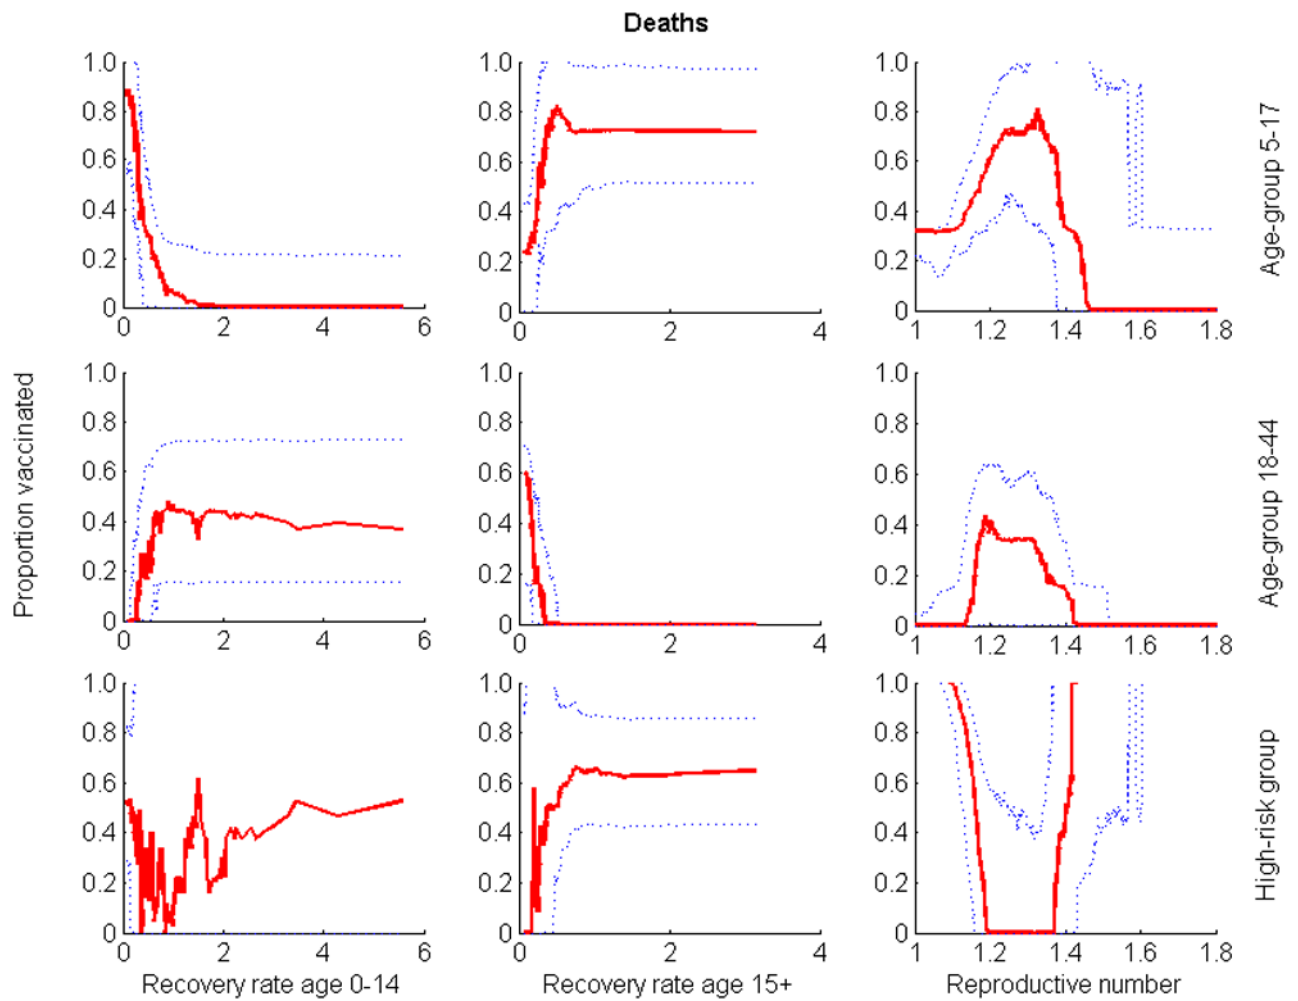 Deaths
1.0 1.0 1.0
0.8 0.8 0.8
0.6 0.6 0.6
0.4 0.4 0.4
0.2 0.2 0.2
0 0 0
0 2 4 6 0 2 4 1 1.2 1.4 1.6 1.8
Age-group 5-17
Proportion vaccinated
1.0 1.0 1.0
0.8 0.8 0.8
0.6 0.6 0.6
0.4 0.4 0.4
0.2 0.2 0.2
0 0 0
0 2 4 6 0 2 4 1 1.2 1.4 1.6 1.8
Age-group 18-44
1.0 1.0 1.0
0.8 0.8 0.8
0.6 0.6 0.6
0.4 0.4 0.4
0.2 0.2 0.2
0 0 0
0 2 4 6 0 2 4 1 1.2 1.4 1.6 1.8
High-risk group
Recovery rate age 0-14 Recovery rate age 15+ Reproductive number